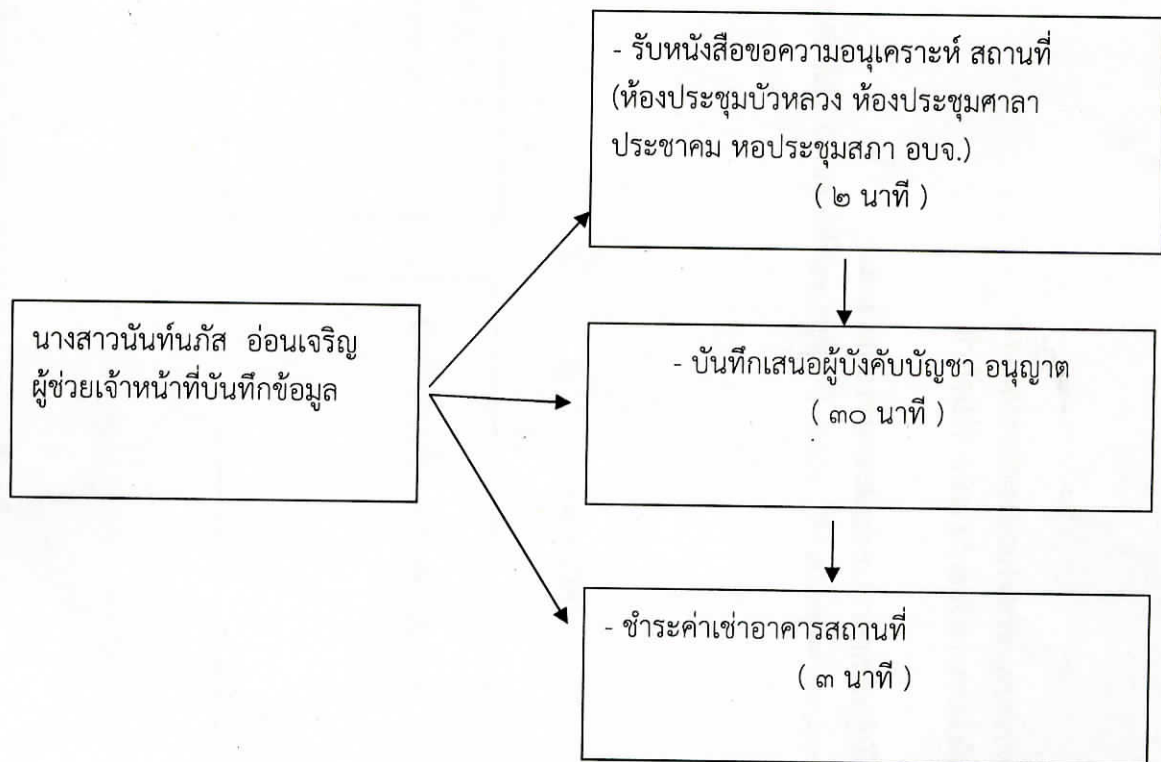 นางสาวนันท์นภัส อ่อนเจริญ
ผู้ช่วยเจ้าหน้าที่บันทึกข้อมูล
- รับหนังสือขอความอนุเคราะห์ สถานที่
(ห้องประชุมบัวหลวง ห้องประชุมศาลา
ประชาคม หอประชุมสภา อบจ.)
( ๒ นาที )
- บันทึกเสนอผู้บังคับบัญชา อนุญาต
( ๓๐ นาที )
- ชำระค่าเช่าอาคารสถานที่
( ๓ นาที )